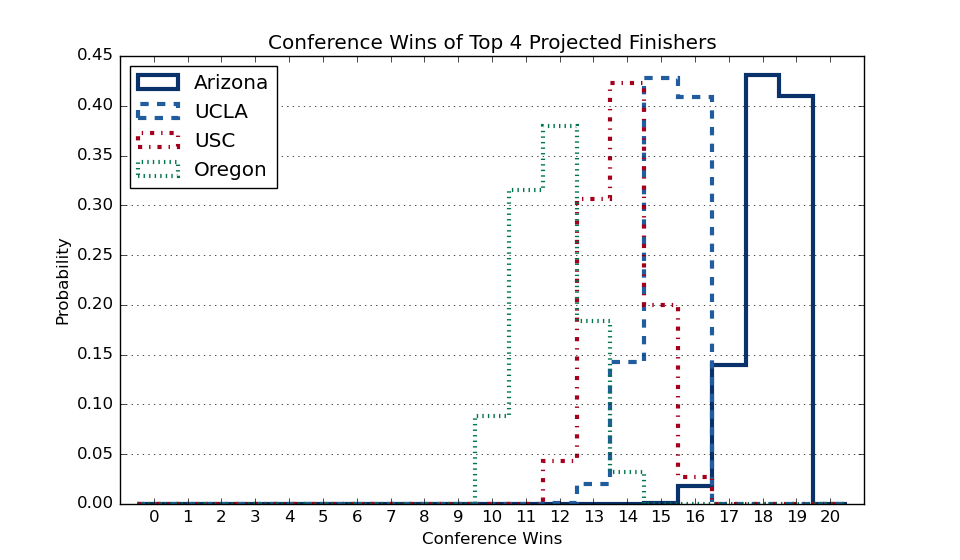 Conference Wins of Top 4 Projected Finishers
Arizona
UCLA
USC
Oregon
Probability
0.45
0.40
0.35
0.30
0.25
0.20
0.15
0.10
0.05
0.00
0 1 2 3 4 5 6 7 8 9 10 11 12 13 14 15 16 17 18 19 20
Conference Wins